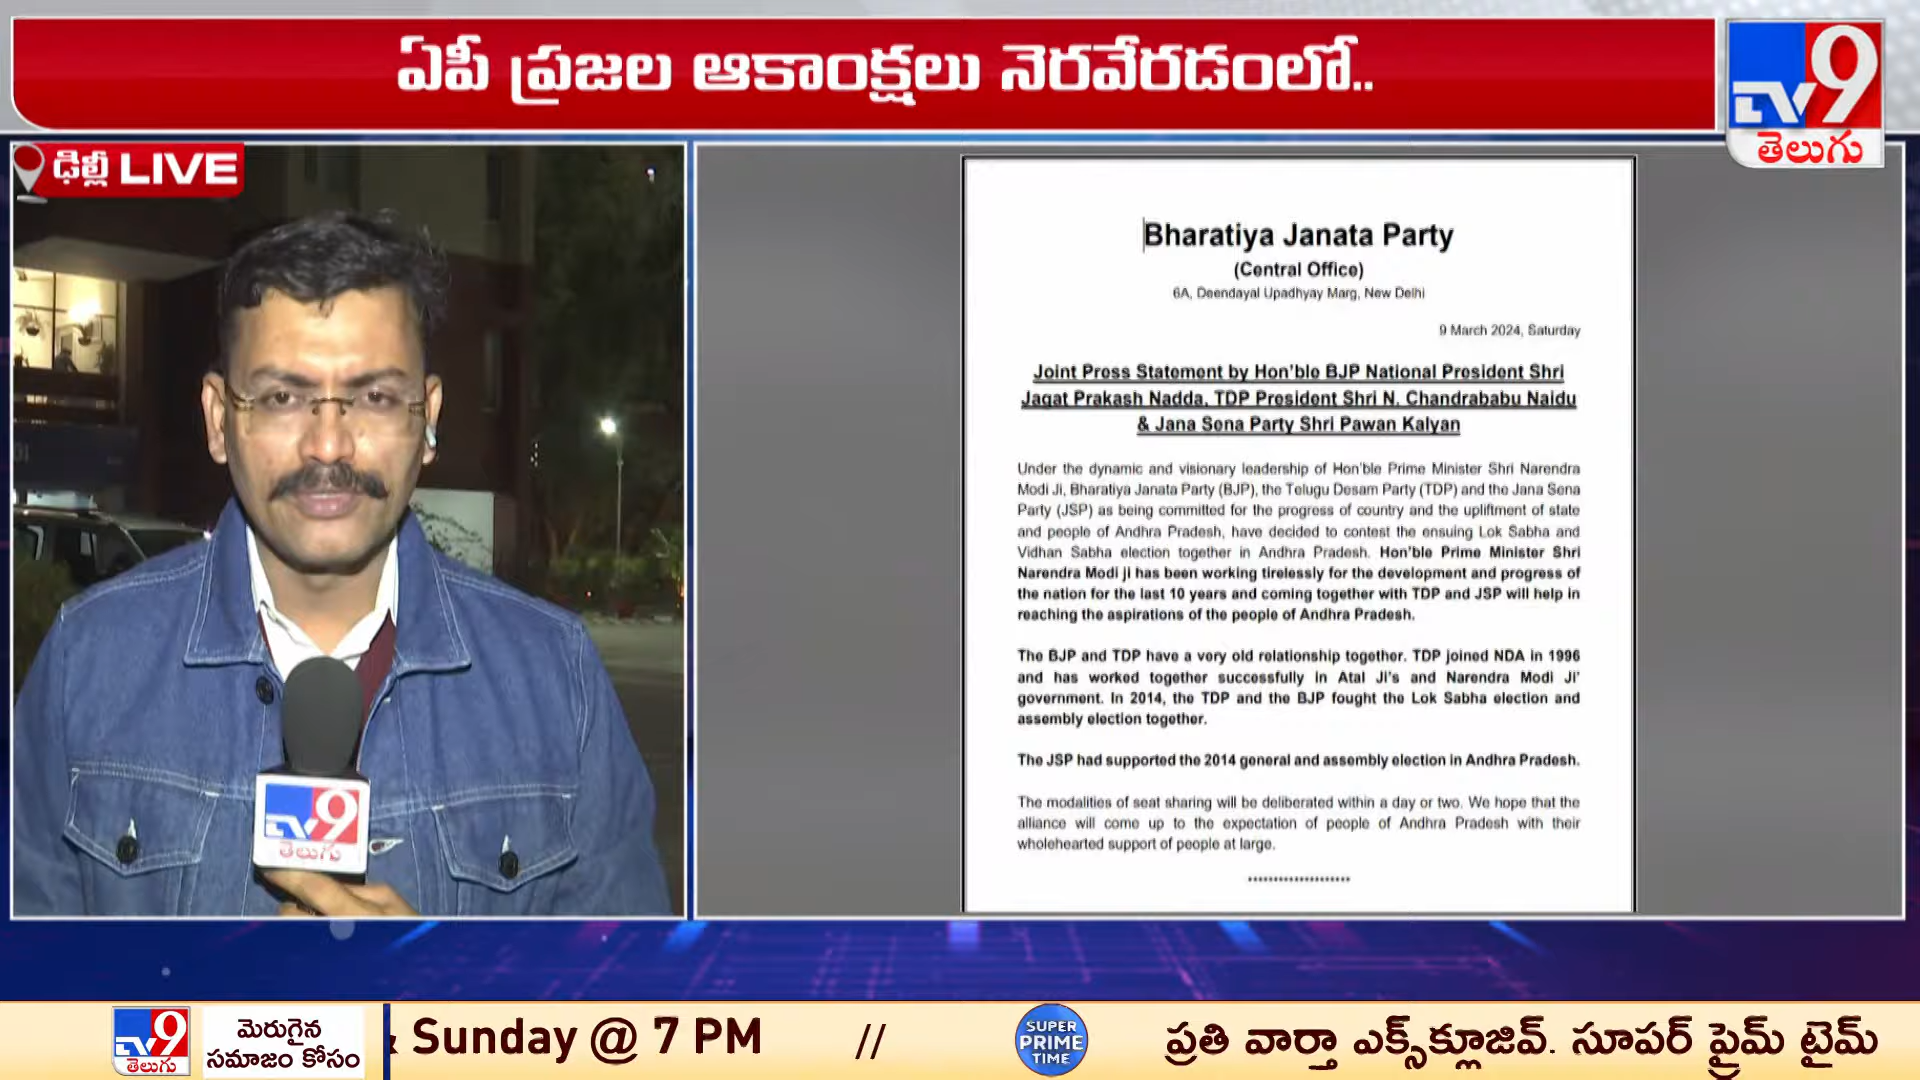 ఏపీ ప్రజల ఆకాంక్షలు నెరవేరడంలో..
TV9
తెలుగు
ఢిల్లీ LIVE
Bharatiya Janata Party
(Central Office)
6A, Deendayal Upadhyay Marg, New Delhi
9 March 2024, Saturday
Joint Press Statement by Hon'ble BJP National President Shri
Jagat Prakash Nadda, TDP President Shri N. Chandrababu Naidu
& Jana Sena Party Shri Pawan Kalyan
Under the dynamic and visionary leadership of Hon'ble Prime Minister Shri Narendra
Modi Ji, Bharatiya Janata Party (BJP), the Telugu Desam Party (TDP) and the Jana Sena
Party (JSP) as being committed for the progress of country and the upliftment of state
and people of Andhra Pradesh, have decided to contest the ensuing Lok Sabha and
Vidhan Sabha election together in Andhra Pradesh. Hon'ble Prime Minister Shri
Narendra Modi ji has been working tirelessly for the development and progress of
the nation for the last 10 years and coming together with TDP and JSP will help in
reaching the aspirations of the people of Andhra Pradesh.
The BJP and TDP have a very old relationship together. TDP joined NDA in 1996
and has worked together successfully in Atal Ji's and Narendra Modi Ji'
government. In 2014, the TDP and the BJP fought the Lok Sabha election and
assembly election together.
The JSP had supported the 2014 general and assembly election in Andhra Pradesh.
The modalities of seat sharing will be deliberated within a day or two. We hope that the
alliance will come up to the expectation of people of Andhra Pradesh with their
wholehearted support of people at large.
********************
TV9
తెలుగు
TV9
తెలుగు
మెరుగైన
సమాజం కోసం
& Sunday @ 7 PM // SUPER PRIME TIME ప్రతి వార్తా ఎక్స్‌క్లూజివ్. సూపర్ ప్రైమ్ టైమ్